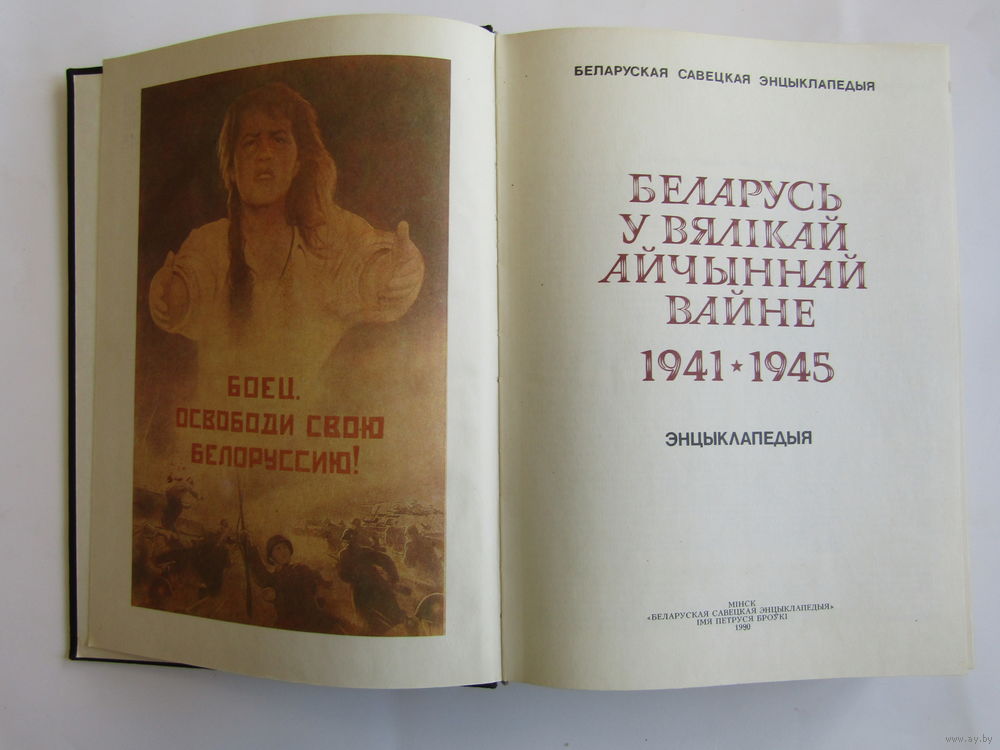 БОЕЦ,
ОСВОБОДИ СВОЮ
БЕЛОРУССИЮ!
БЕЛАРУСКАЯ САВЕЦКАЯ ЭНЦЫКЛАПЕДЫЯ
БЕЛАРУСЬ
У ВЯЛІКАЙ
АЙЧЫННАЙ
ВАЙНЕ
1941★1945
ЭНЦЫКЛАПЕДЫЯ
МІНСК
«БЕЛАРУСКАЯ САВЕЦКАЯ ЭНЦЫКЛАПЕДЫЯ»
ІМЯ ПЕТРУСЯ БРОЎКІ
1990
www.ay.by